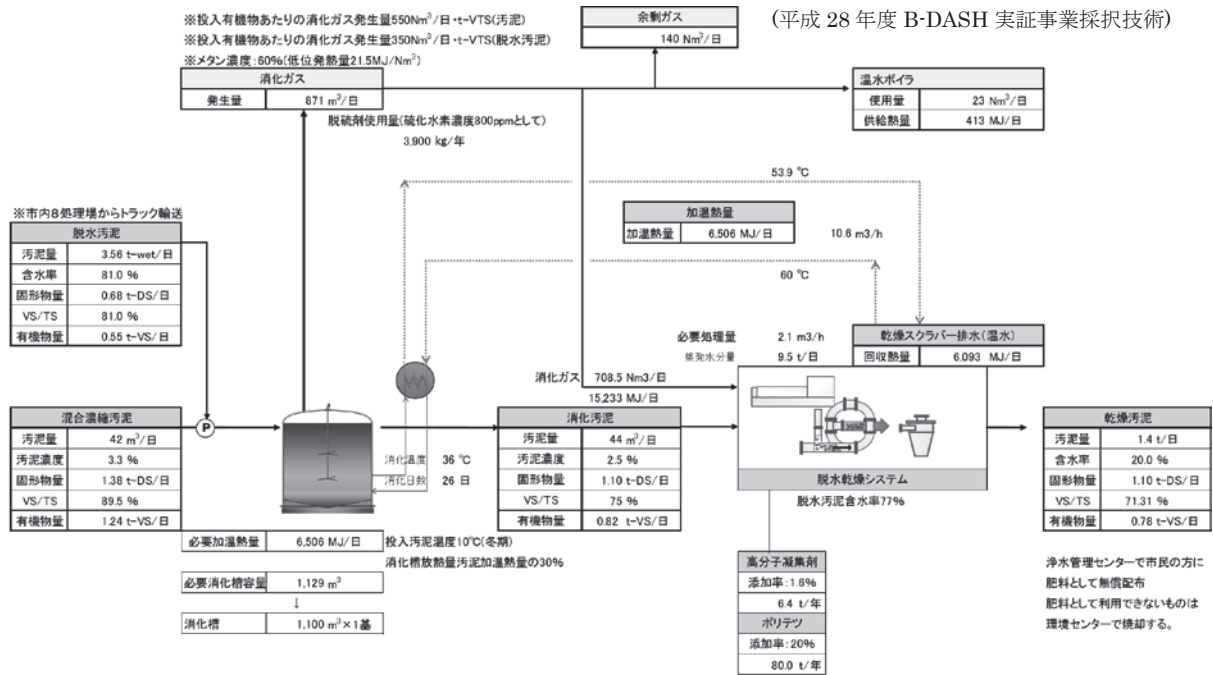 (平成 28 年度 B-DASH 実証事業採択技術)
※投入有機物あたりの消化ガス発生量550Nm³/日・t-VTS(汚泥)
※投入有機物あたりの消化ガス発生量350Nm³/日・t-VTS(脱水汚泥)
※メタン濃度:60%(低位発熱量21.5MJ/Nm³)
余剰ガス
140 Nm³/日
消化ガス
発生量 871 m³/日
脱硫剤使用量(硫化水素濃度800ppmとして)
3,900 kg/年
温水ボイラ
使用量 23 Nm³/日
供給熱量 413 MJ/日
53.9 ℃
加温熱量
加温熱量 6,506 MJ/日
10.6 m3/h
60 ℃
※市内8処理場からトラック輸送
脱水汚泥
汚泥量 3.56 t-wet/日
含水率 81.0 %
固形物量 0.68 t-DS/日
VS/TS 81.0 %
有機物量 0.55 t-VS/日
必要処理量 2.1 m3/h
蒸発水分量 9.5 t/日
乾燥スクラバー排水(温水)
回収熱量 6,093 MJ/日
消化ガス 708.5 Nm3/日
15,233 MJ/日
混合濃縮汚泥
汚泥量 42 m³/日
汚泥濃度 3.3 %
固形物量 1.38 t-DS/日
VS/TS 89.5 %
有機物量 1.24 t-VS/日
P
消化温度 36 ℃
消化日数 26 日
消化汚泥
汚泥量 44 m³/日
汚泥濃度 2.5 %
固形物量 1.10 t-DS/日
VS/TS 75 %
有機物量 0.82 t-VS/日
脱水乾燥システム
脱水汚泥含水率77%
乾燥汚泥
汚泥量 1.4 t/日
含水率 20.0 %
固形物量 1.10 t-DS/日
VS/TS 71.31 %
有機物量 0.78 t-VS/日
必要加温熱量 6,506 MJ/日
投入汚泥温度10℃(冬期)
消化槽放熱量汚泥加温熱量の30%
必要消化槽容量 1,129 m³
↓
消化槽 1,100 m³×1基
高分子凝集剤
添加率:1.6%
6.4 t/年
ポリテツ
添加率:20%
80.0 t/年
浄水管理センターで市民の方に
肥料として無償配布
肥料として利用できないものは
環境センターで焼却する。